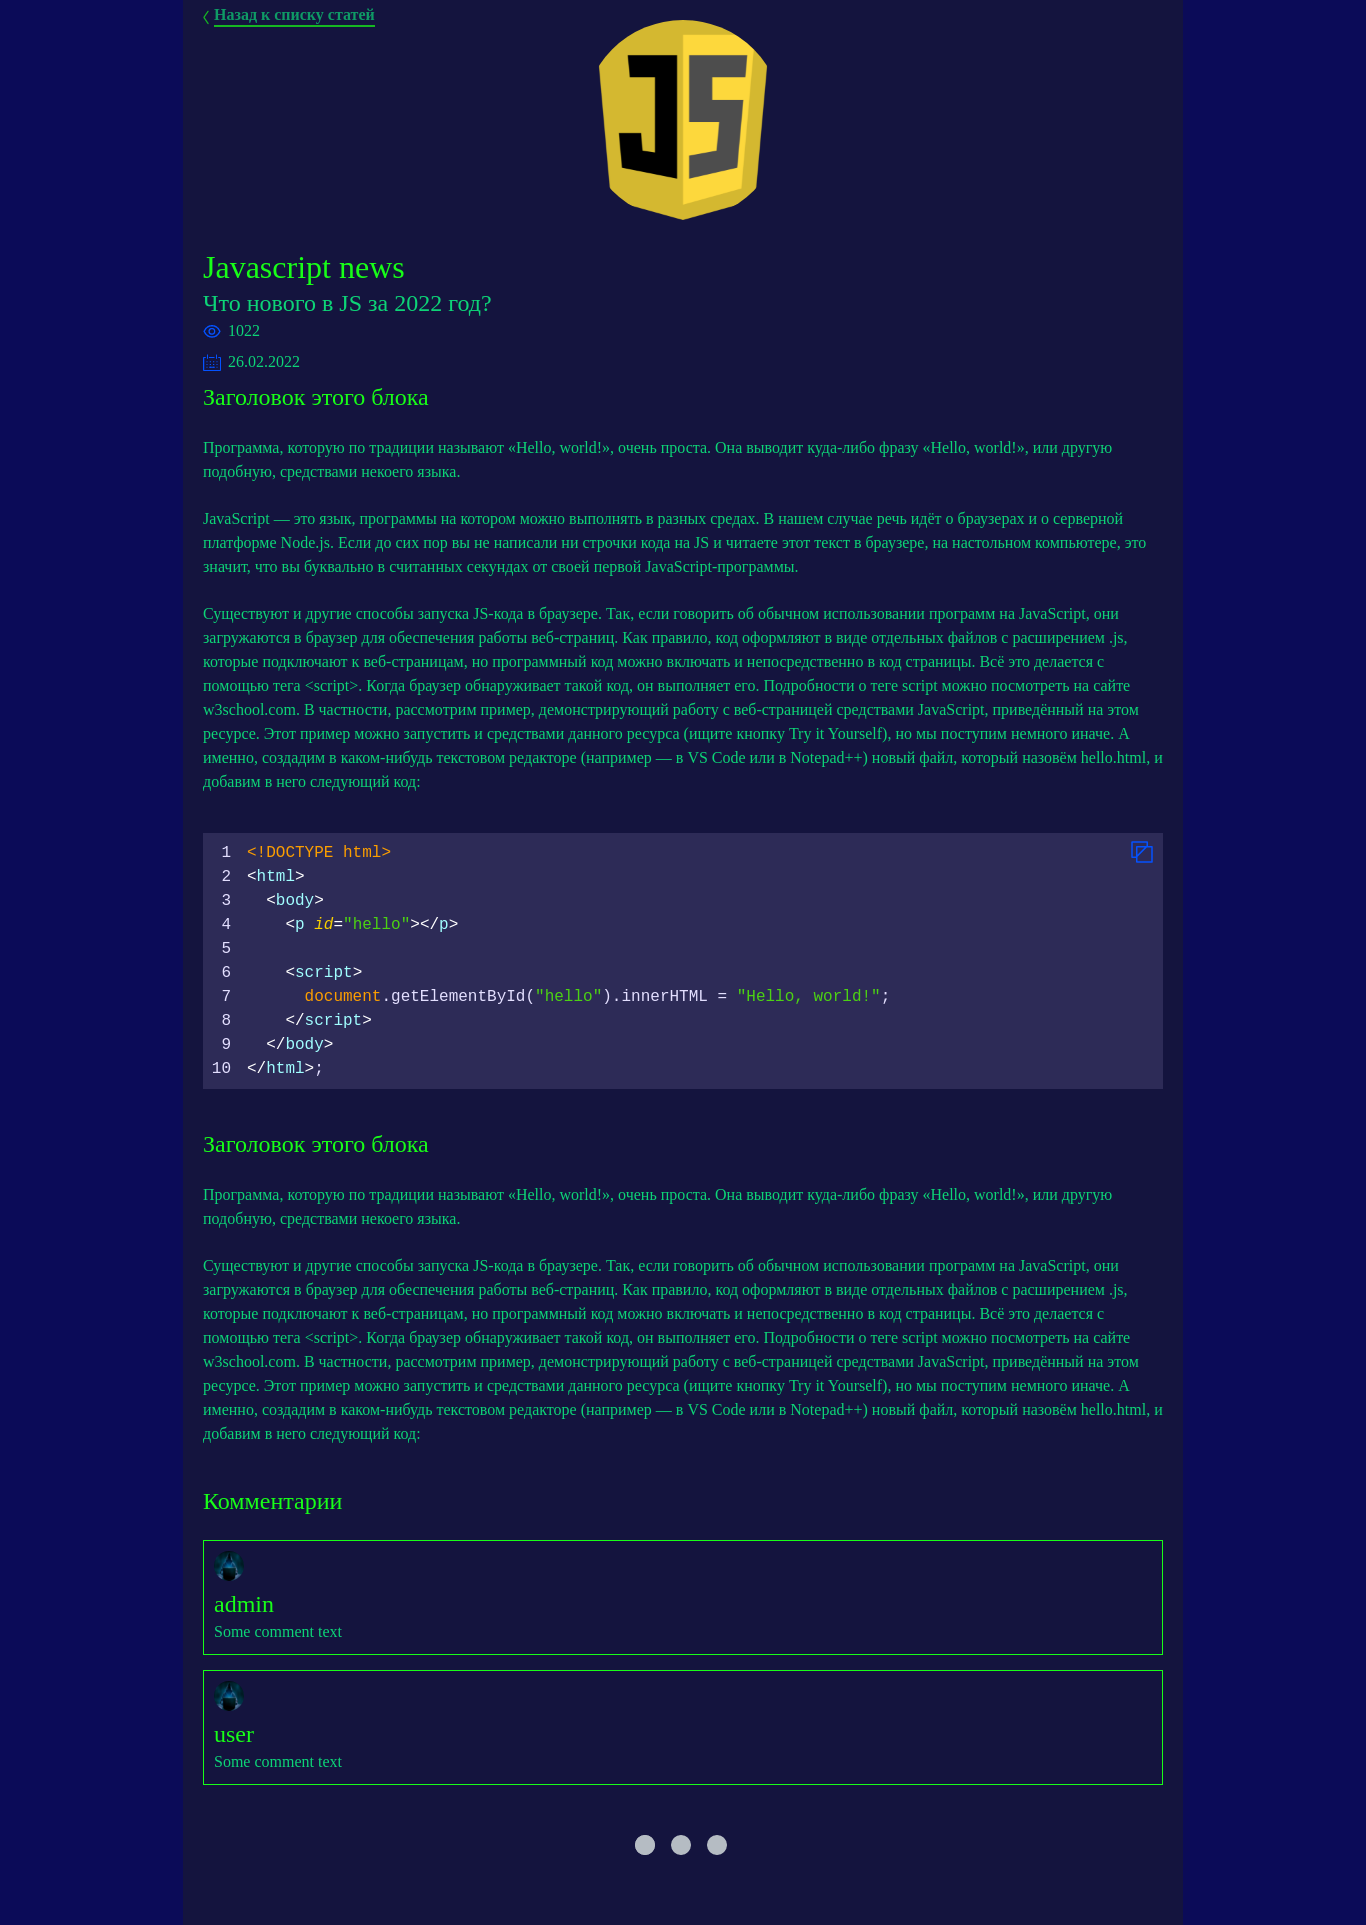 Назад к списку статей
JS
Javascript news
Что нового в JS за 2022 год?
1022
26.02.2022
Заголовок этого блока
Программа, которую по традиции называют «Hello, world!», очень проста. Она выводит куда-либо фразу «Hello, world!», или другую
подобную, средствами некоего языка.
JavaScript — это язык, программы на котором можно выполнять в разных средах. В нашем случае речь идёт о браузерах и о серверной
платформе Node.js. Если до сих пор вы не написали ни строчки кода на JS и читаете этот текст в браузере, на настольном компьютере, это
значит, что вы буквально в считанных секундах от своей первой JavaScript-программы.
Существуют и другие способы запуска JS-кода в браузере. Так, если говорить об обычном использовании программ на JavaScript, они
загружаются в браузер для обеспечения работы веб-страниц. Как правило, код оформляют в виде отдельных файлов с расширением .js,
которые подключают к веб-страницам, но программный код можно включать и непосредственно в код страницы. Всё это делается с
помощью тега <script>. Когда браузер обнаруживает такой код, он выполняет его. Подробности о теге script можно посмотреть на сайте
w3school.com. В частности, рассмотрим пример, демонстрирующий работу с веб-страницей средствами JavaScript, приведённый на этом
ресурсе. Этот пример можно запустить и средствами данного ресурса (ищите кнопку Try it Yourself), но мы поступим немного иначе. А
именно, создадим в каком-нибудь текстовом редакторе (например — в VS Code или в Notepad++) новый файл, который назовём hello.html, и
добавим в него следующий код:
1 <!DOCTYPE html>
2 <html>
3   <body>
4     <p id="hello"></p>
5
6     <script>
7       document.getElementById("hello").innerHTML = "Hello, world!";
8     </script>
9   </body>
10 </html>;
Заголовок этого блока
Программа, которую по традиции называют «Hello, world!», очень проста. Она выводит куда-либо фразу «Hello, world!», или другую
подобную, средствами некоего языка.
Существуют и другие способы запуска JS-кода в браузере. Так, если говорить об обычном использовании программ на JavaScript, они
загружаются в браузер для обеспечения работы веб-страниц. Как правило, код оформляют в виде отдельных файлов с расширением .js,
которые подключают к веб-страницам, но программный код можно включать и непосредственно в код страницы. Всё это делается с
помощью тега <script>. Когда браузер обнаруживает такой код, он выполняет его. Подробности о теге script можно посмотреть на сайте
w3school.com. В частности, рассмотрим пример, демонстрирующий работу с веб-страницей средствами JavaScript, приведённый на этом
ресурсе. Этот пример можно запустить и средствами данного ресурса (ищите кнопку Try it Yourself), но мы поступим немного иначе. А
именно, создадим в каком-нибудь текстовом редакторе (например — в VS Code или в Notepad++) новый файл, который назовём hello.html, и
добавим в него следующий код:
Комментарии
admin
Some comment text
user
Some comment text